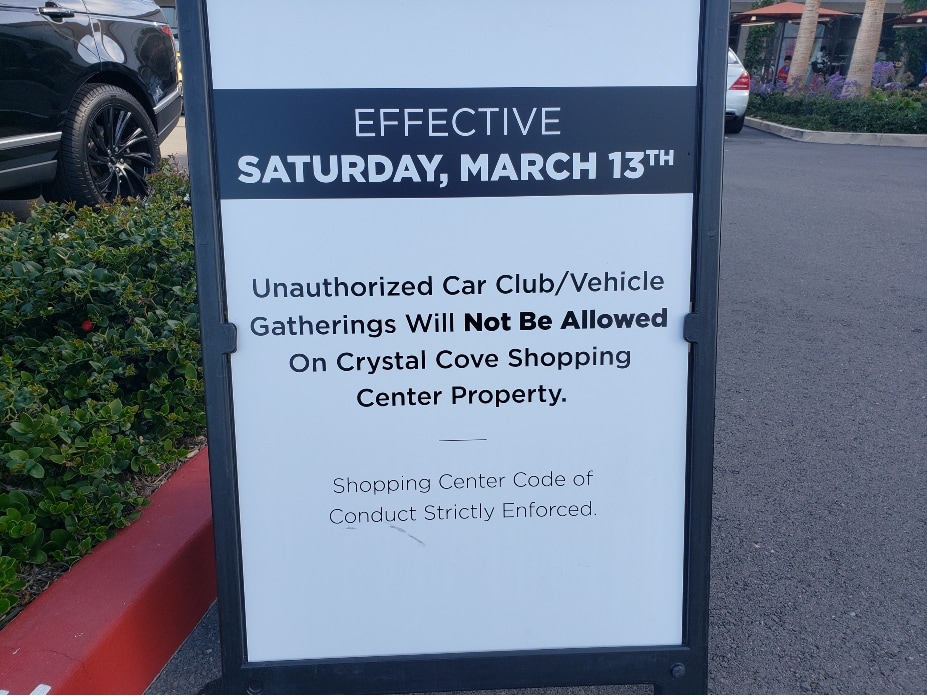 EFFECTIVE
SATURDAY, MARCH 13TH
Unauthorized Car Club/Vehicle
Gatherings Will Not Be Allowed
On Crystal Cove Shopping
Center Property.
Shopping Center Code of
Conduct Strictly Enforced.